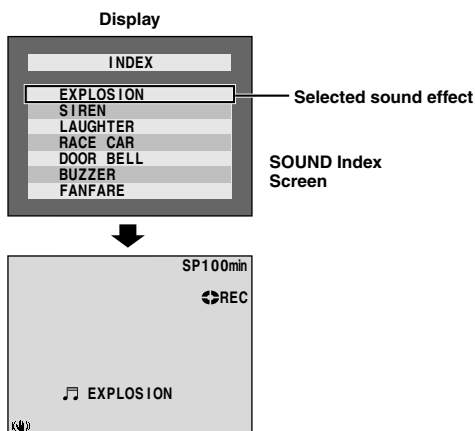 Display
INDEX
EXPLOSION
SIREN
LAUGHTER
RACE CAR
DOOR BELL
BUZZER
FANFARE
Selected sound effect
SOUND Index
Screen
SP100min
REC
EXPLOSION